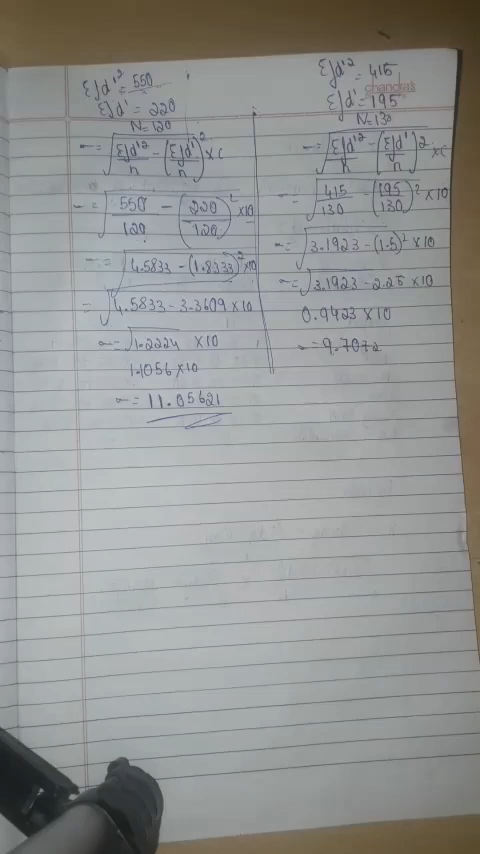 Σfd'² = 550
Σfd' = 220
N=120
σ = √(Σfd'²/n - (Σfd'/n)²) × c
σ = √(550/120 - (220/120)²) ×10
σ = √(4.5833 - (1.8333)²) ×10
= √(4.5833 - 3.3609) ×10
σ = √1.2224 ×10
1.1056 ×10
σ = 11.05621
chandra's
Σfd'² = 415
Σfd' = 195
N=130
σ = √(Σfd'²/n - (Σfd'/n)²) ×c
σ = √(415/130 - (195/130)²) ×10
σ = √(3.1923 - (1.5)²) × 10
σ = √(3.1923 - 2.25) × 10
0.9423 ×10
σ = 9.7072